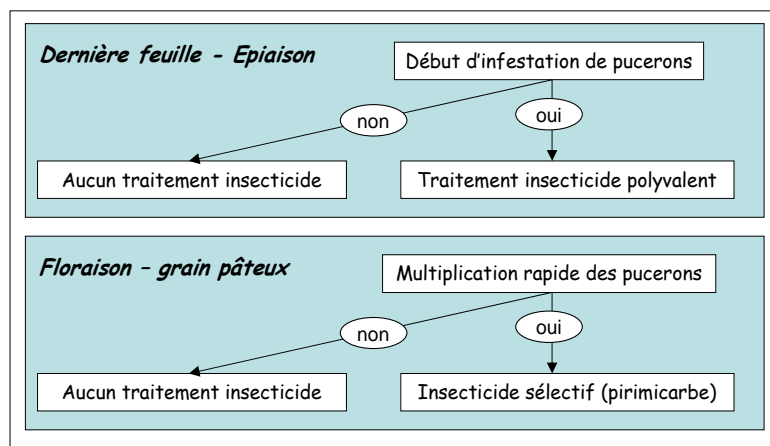 Dernière feuille - Epiaison
Début d'infestation de pucerons
non
oui
Aucun traitement insecticide
Traitement insecticide polyvalent
Floraison – grain pâteux
Multiplication rapide des pucerons
non
oui
Aucun traitement insecticide
Insecticide sélectif (pirimicarbe)